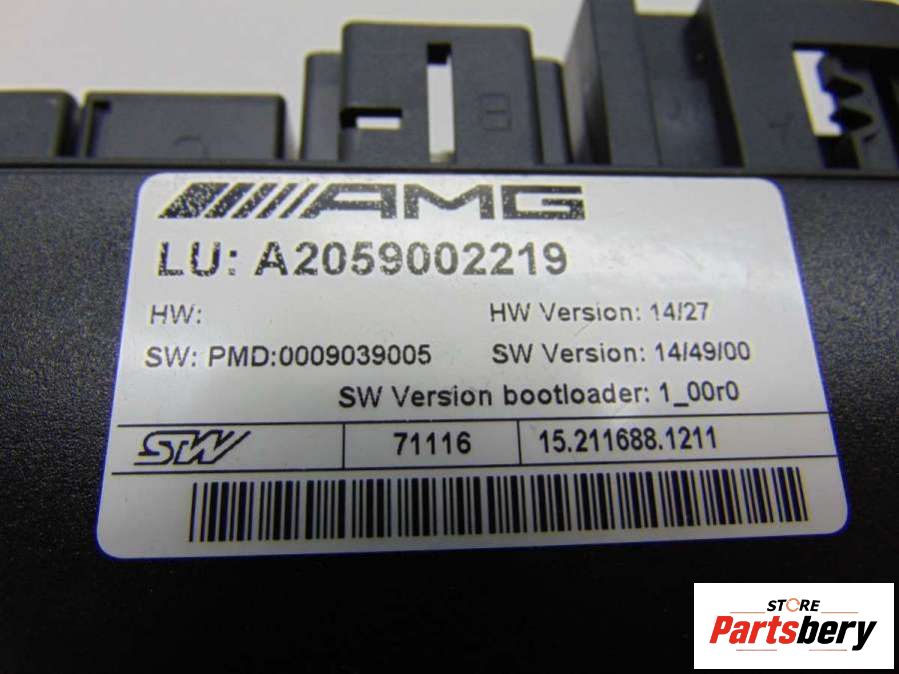 AMG
LU: A2059002219
HW: HW Version: 14/27
SW: PMD:0009039005 SW Version: 14/49/00
SW Version bootloader: 1_00r0
STW 71116 15.211688.1211
STORE
Partsbery